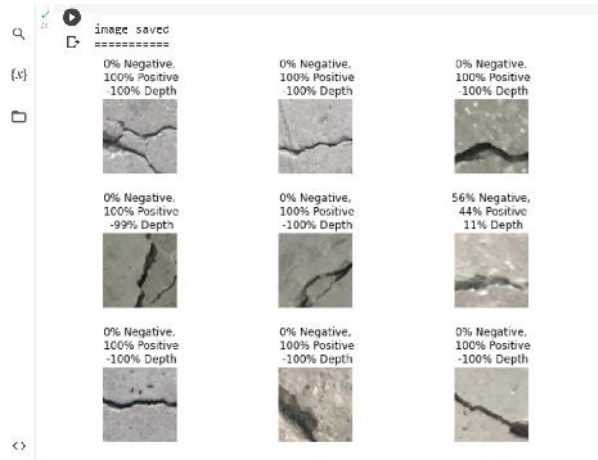 image saved
===========
0% Negative,
100% Positive
-100% Depth
0% Negative,
100% Positive
-100% Depth
0% Negative,
100% Positive
-100% Depth
0% Negative,
100% Positive
-99% Depth
0% Negative,
100% Positive
-100% Depth
56% Negative,
44% Positive
11% Depth
0% Negative,
100% Positive
-100% Depth
0% Negative,
100% Positive
-100% Depth
0% Negative,
100% Positive
-100% Depth
{x}
<>